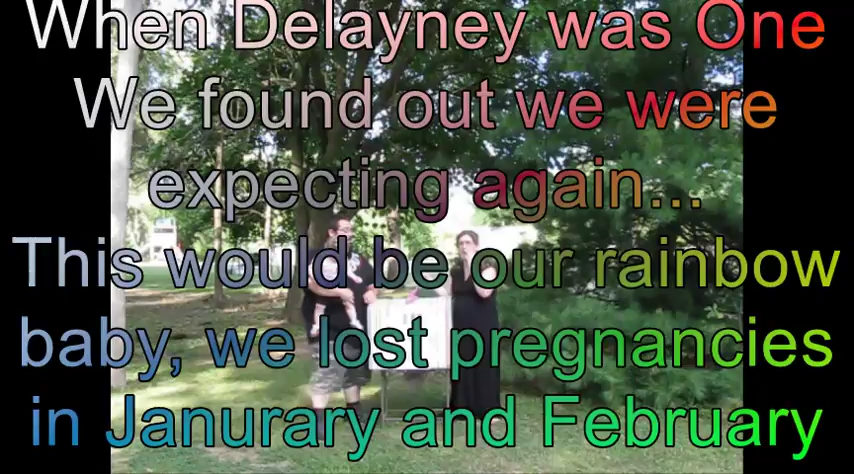 When Delayney was One
We found out we were
expecting again...
This would be our rainbow
baby, we lost pregnancies
in Janurary and February